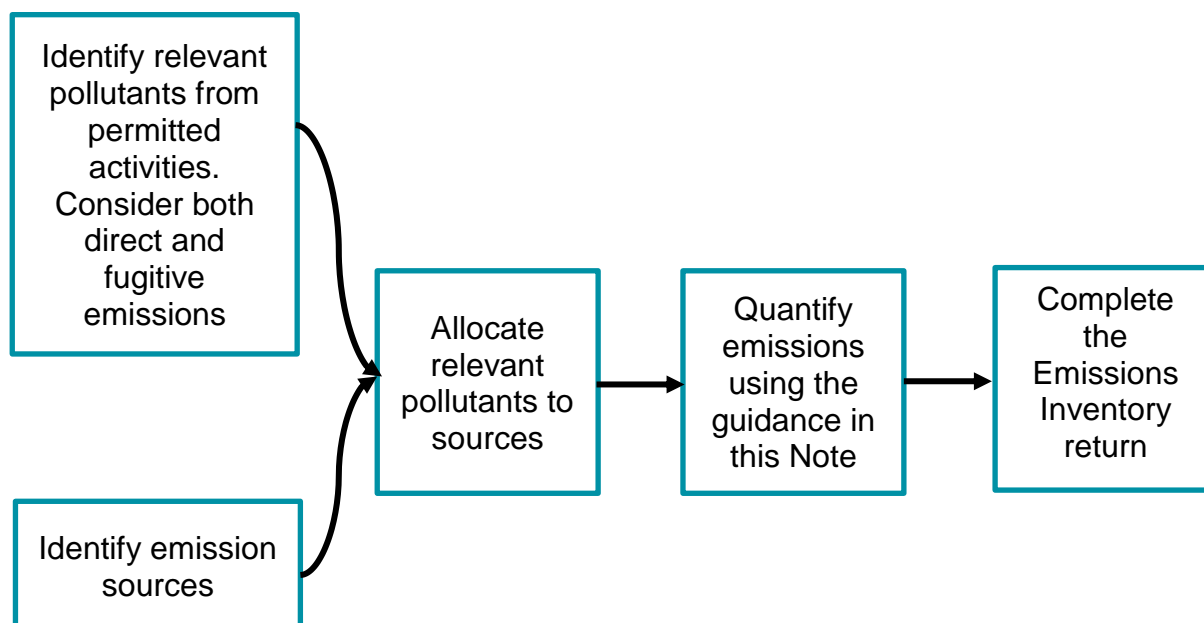 Identify relevant
pollutants from
permitted
activities.
Consider both
direct and
fugitive
emissions
Identify emission
sources
Allocate
relevant
pollutants to
sources
Quantify
emissions
using the
guidance in
this Note
Complete
the
Emissions
Inventory
return